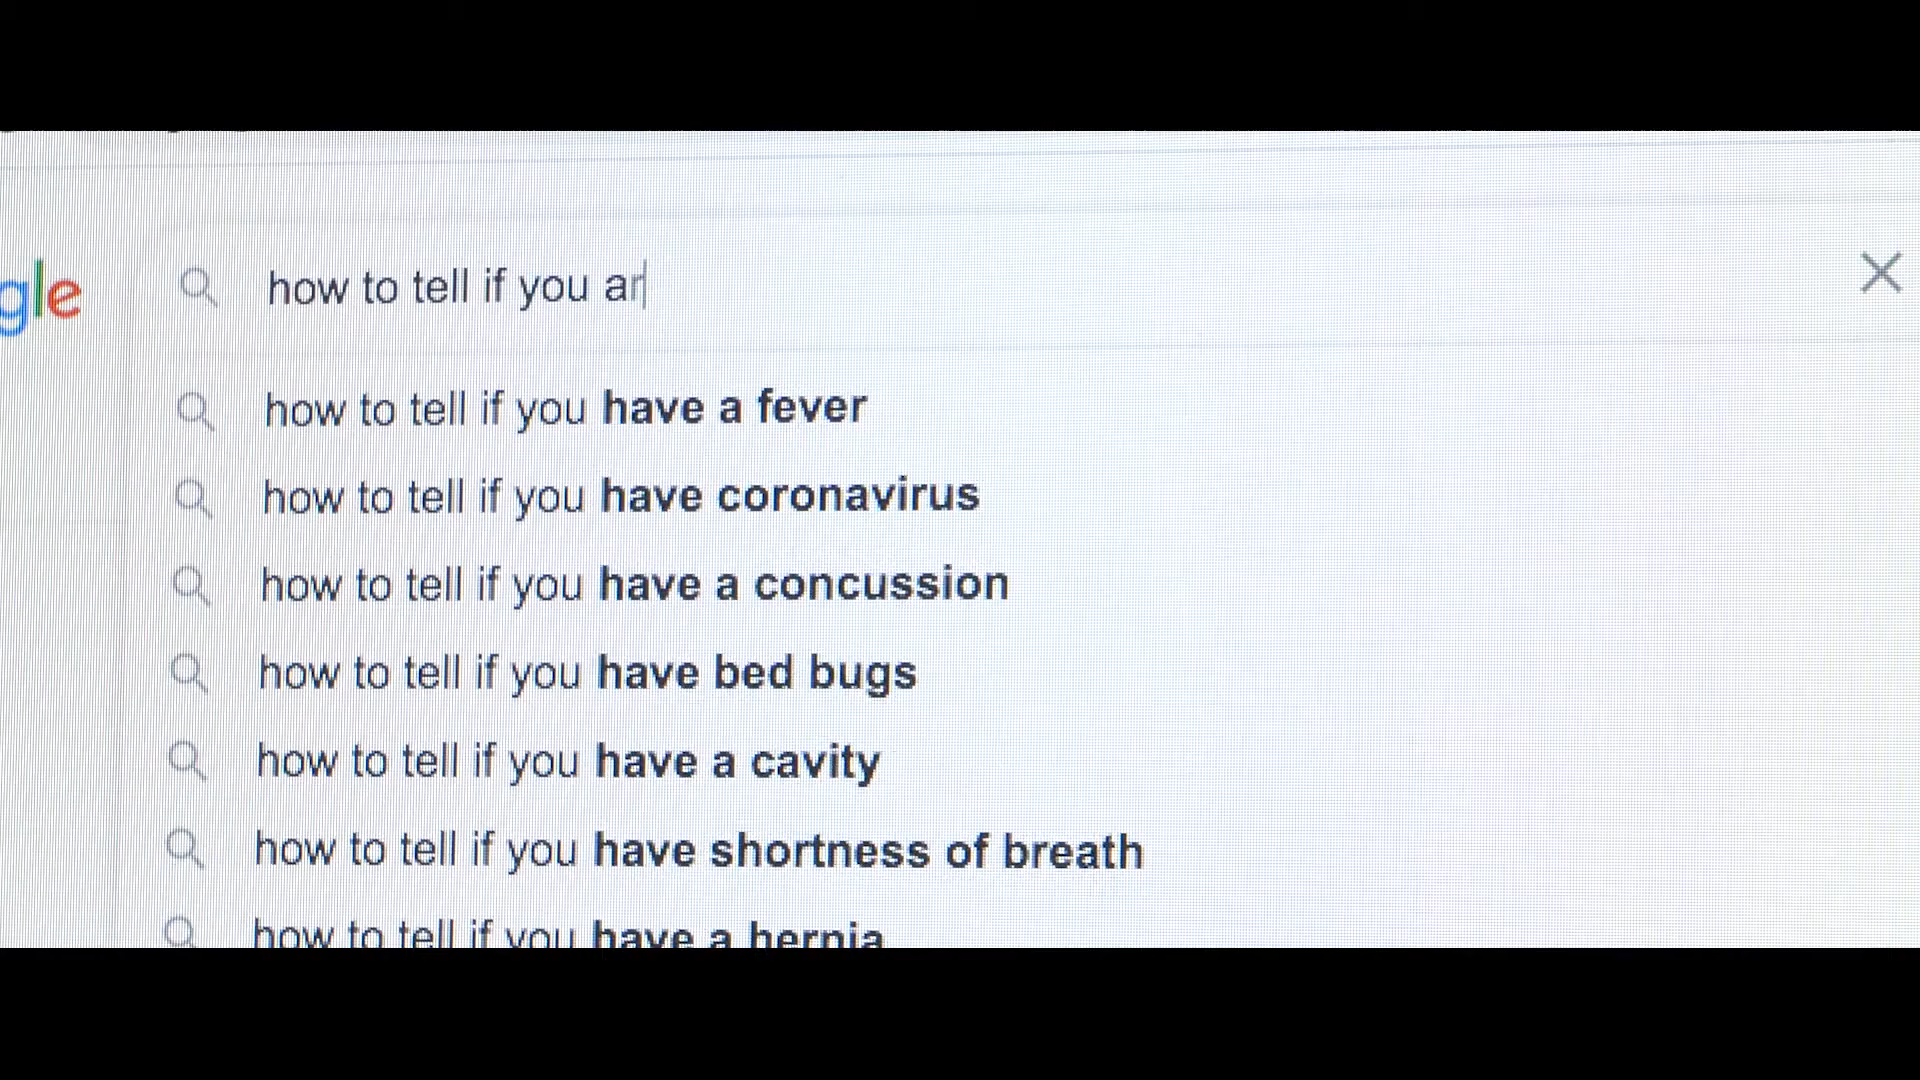 gle
how to tell if you ar
how to tell if you have a fever
how to tell if you have coronavirus
how to tell if you have a concussion
how to tell if you have bed bugs
how to tell if you have a cavity
how to tell if you have shortness of breath
how to tell if you have a hernia